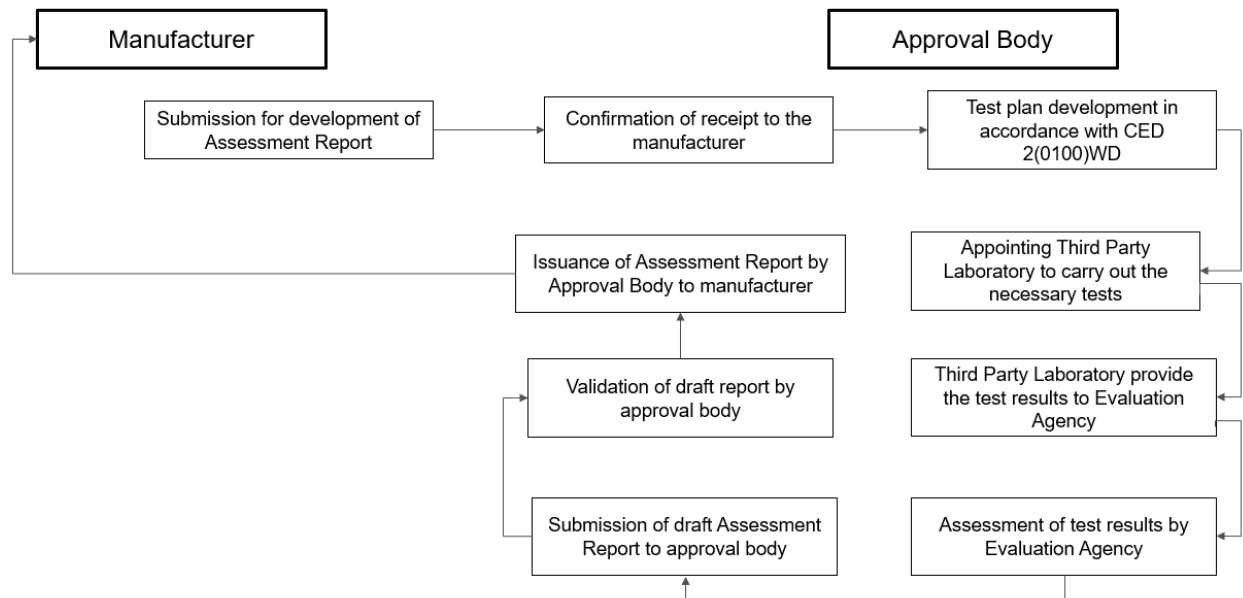 Manufacturer
Approval Body
Submission for development of
Assessment Report
Confirmation of receipt to the
manufacturer
Test plan development in
accordance with CED
2(0100)WD
Issuance of Assessment Report by
Approval Body to manufacturer
Appointing Third Party
Laboratory to carry out the
necessary tests
Validation of draft report by
approval body
Third Party Laboratory provide
the test results to Evaluation
Agency
Submission of draft Assessment
Report to approval body
Assessment of test results by
Evaluation Agency